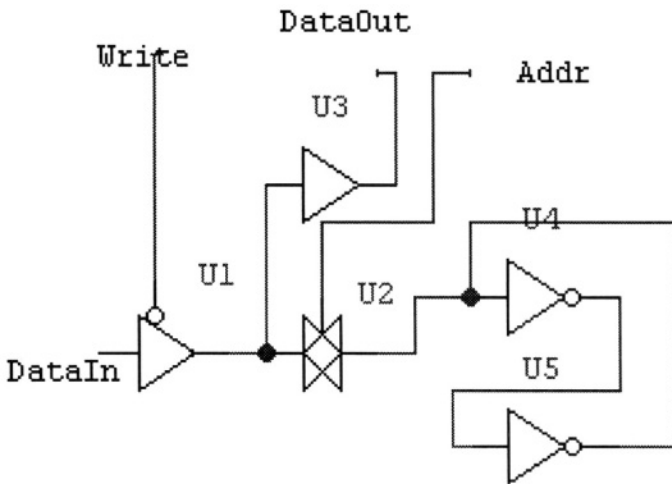 DataOut
Write
Addr
U3
U4
U1
U2
DataIn
U5